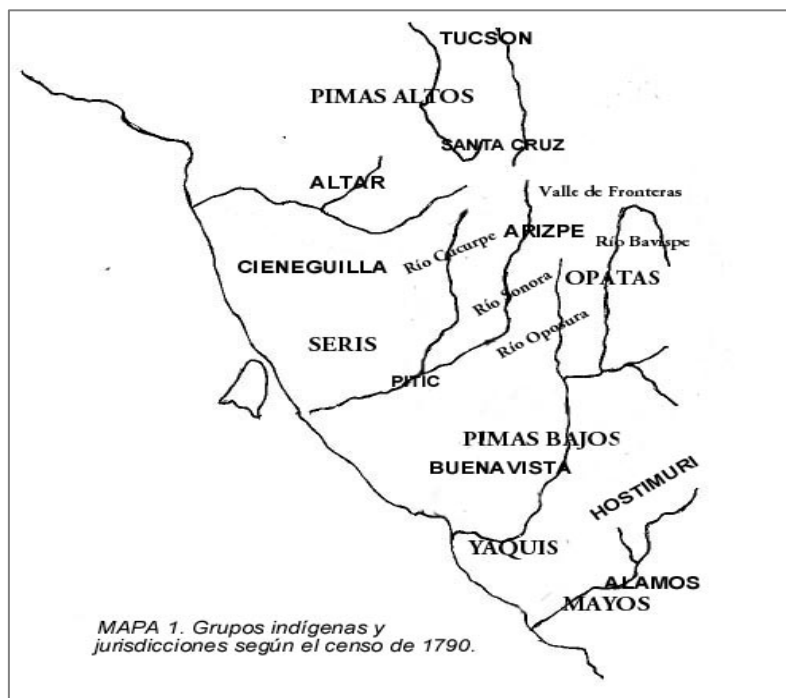 TUCSON
PIMAS ALTOS
SANTA CRUZ
ALTAR
Valle de Fronteras
ARIZPE
Río Cucurpe
Río Bavispe
CIENEGUILLA
OPATAS
Río Sonora
Río Oposura
SERIS
PITIC
PIMAS BAJOS
BUENAVISTA
HOSTIMURI
YAQUIS
ALAMOS
MAYOS
MAPA 1. Grupos indígenas y
jurisdicciones según el censo de 1790.